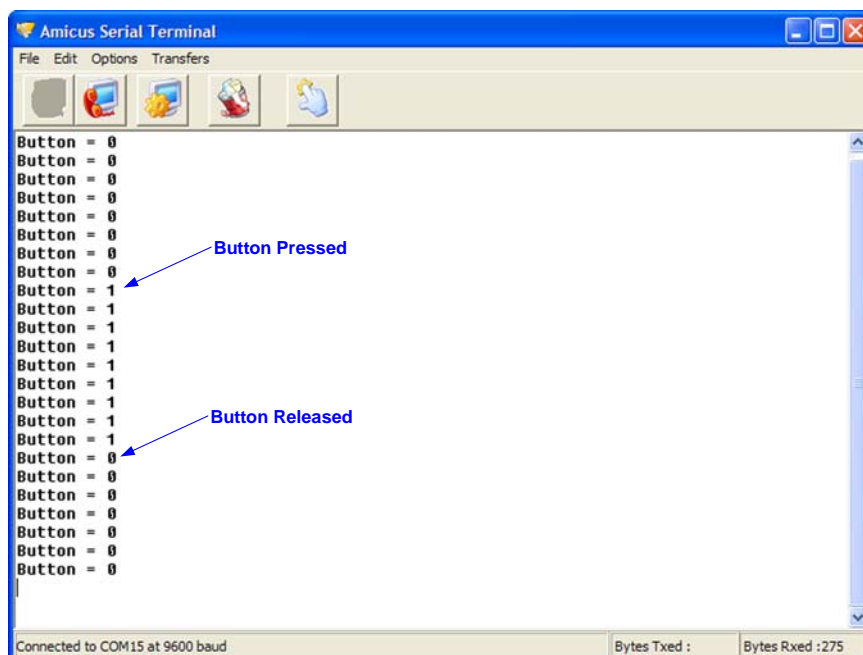 Amicus Serial Terminal
File Edit Options Transfers
Button = 0
Button = 0
Button = 0
Button = 0
Button = 0
Button = 0
Button = 0
Button = 0
Button = 1
Button = 1
Button = 1
Button = 1
Button = 1
Button = 1
Button = 1
Button = 1
Button = 1
Button = 0
Button = 0
Button = 0
Button = 0
Button = 0
Button = 0
Button = 0
Button Pressed
Button Released
Connected to COM15 at 9600 baud
Bytes Txed :
Bytes Rxed :275